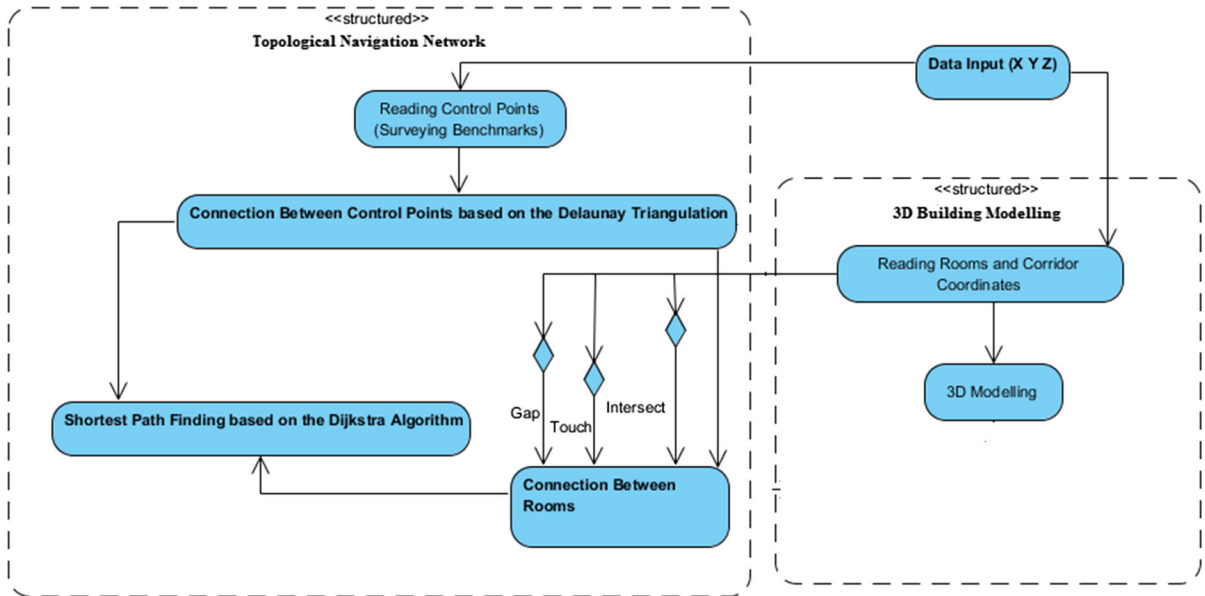 <<structured>>
Topological Navigation Network
Data Input (X Y Z)
Reading Control Points
(Surveying Benchmarks)
Connection Between Control Points based on the Delaunay Triangulation
<<structured>>
3D Building Modelling
Reading Rooms and Corridor
Coordinates
3D Modelling
Gap
Touch
Intersect
Shortest Path Finding based on the Dijkstra Algorithm
Connection Between
Rooms